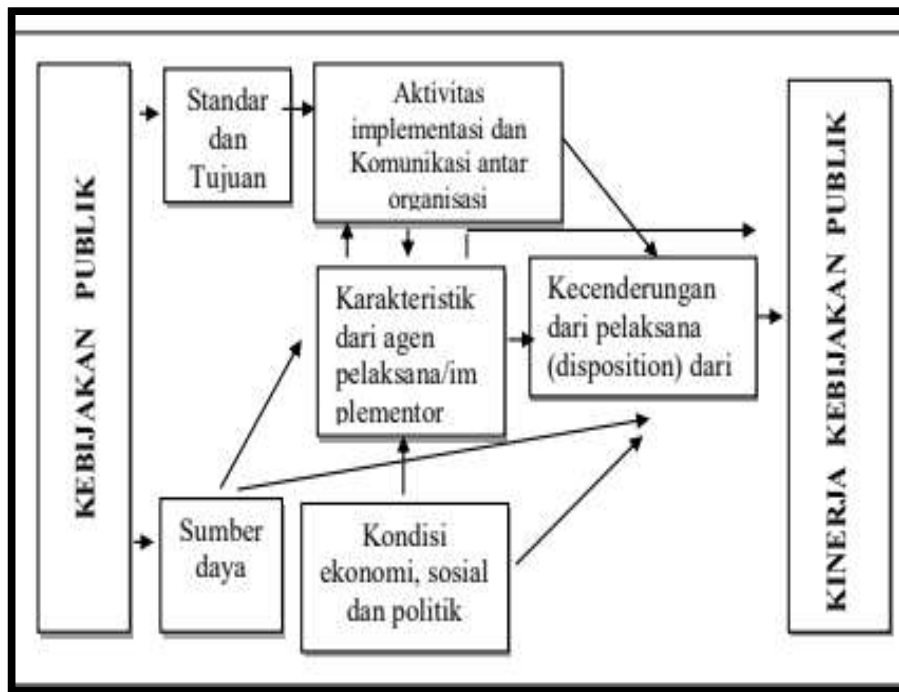 KEBIJAKAN PUBLIK
Standar
dan
Tujuan
Aktivitas
implementasi dan
Komunikasi antar
organisasi
Karakteristik
dari agen
pelaksana/im
plementor
Kecenderungan
dari pelaksana
(disposition) dari
Sumber
daya
Kondisi
ekonomi, sosial
dan politik
KINERJA KEBIJAKAN PUBLIK